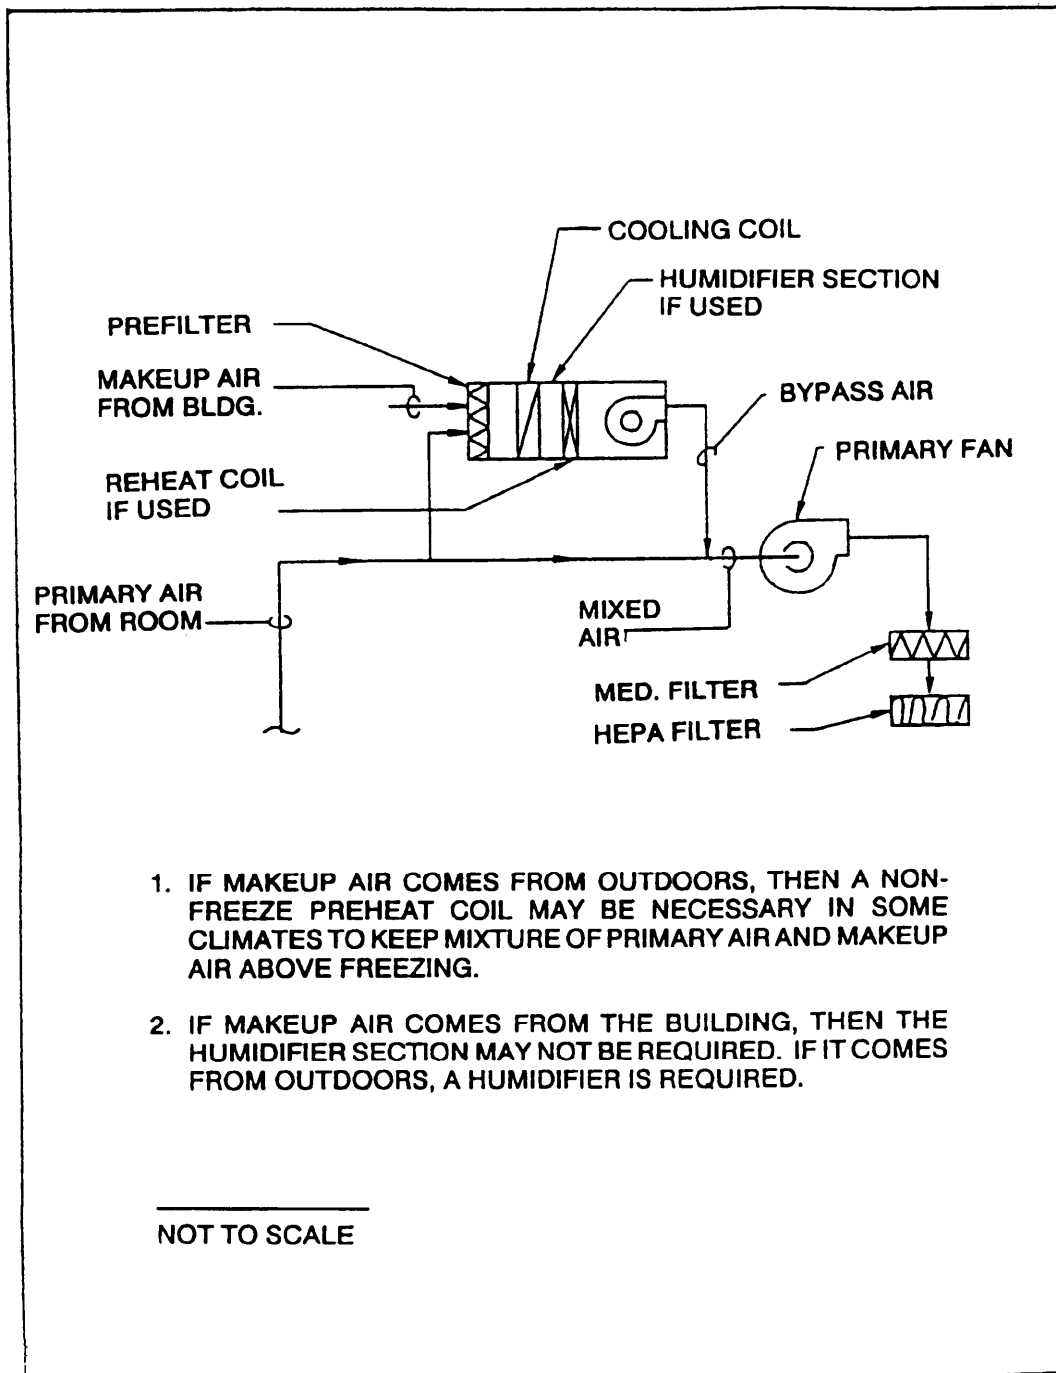 COOLING COIL
HUMIDIFIER SECTION
IF USED
PREFILTER
MAKEUP AIR
FROM BLDG.
BYPASS AIR
PRIMARY FAN
REHEAT COIL
IF USED
PRIMARY AIR
FROM ROOM
MIXED
AIR
MED. FILTER
HEPA FILTER
1. IF MAKEUP AIR COMES FROM OUTDOORS, THEN A NON-
FREEZE PREHEAT COIL MAY BE NECESSARY IN SOME
CLIMATES TO KEEP MIXTURE OF PRIMARY AIR AND MAKEUP
AIR ABOVE FREEZING.
2. IF MAKEUP AIR COMES FROM THE BUILDING, THEN THE
HUMIDIFIER SECTION MAY NOT BE REQUIRED. IF IT COMES
FROM OUTDOORS, A HUMIDIFIER IS REQUIRED.
NOT TO SCALE